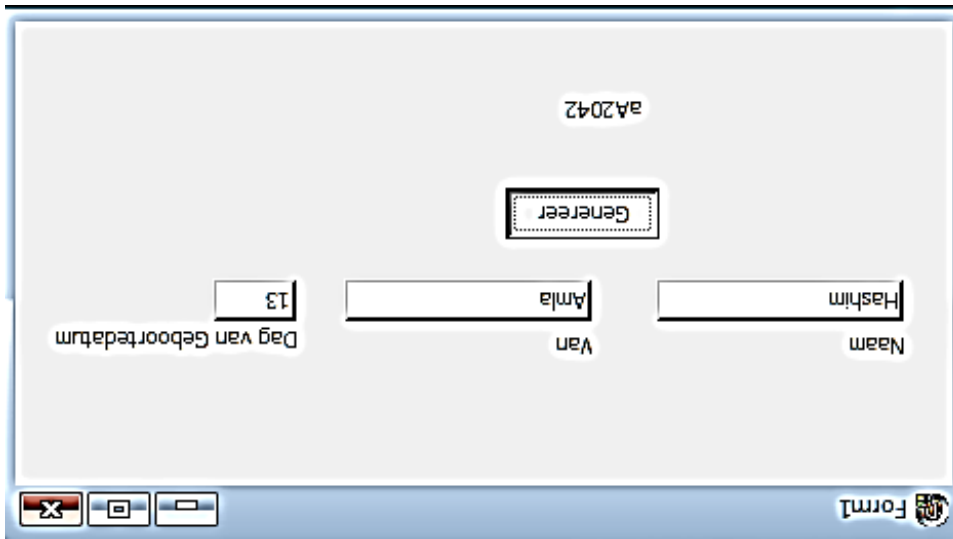 Form1
Naam Van Dag van Geboortedatum
Hashim Amla 13
Genereer
aA2042